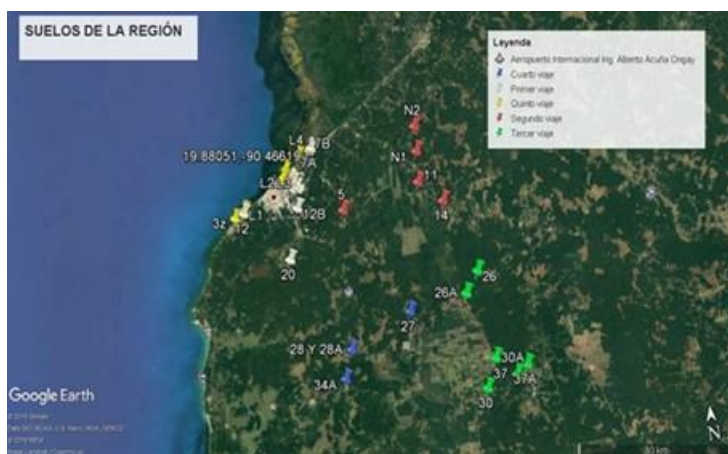 SUELOS DE LA REGIÓN
Leyenda
Aeropuerto Internacional Ing. Alberto Acuña Ongay
Cuarto viaje
Primer viaje
Quinto viaje
Segundo viaje
Tercer viaje
N2
L4
7B
N1
19 88051 -90 46619
7A
11
L2
5
14
12B
L1
3z
12
20
26
26A
27
28 Y 28A
30A
37
37A
34A
30
Google Earth